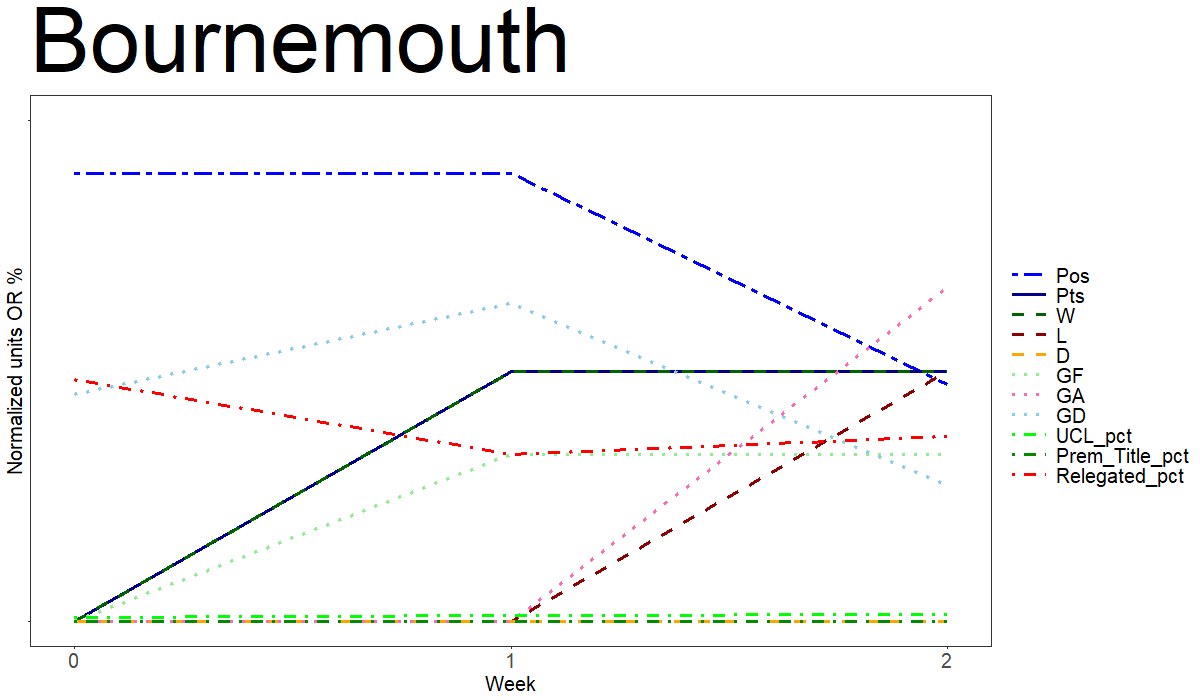 Bournemouth
Normalized units OR %
Pos
Pts
W
L
D
GF
GA
GD
UCL_pct
Prem_Title_pct
Relegated_pct
0
1
2
Week